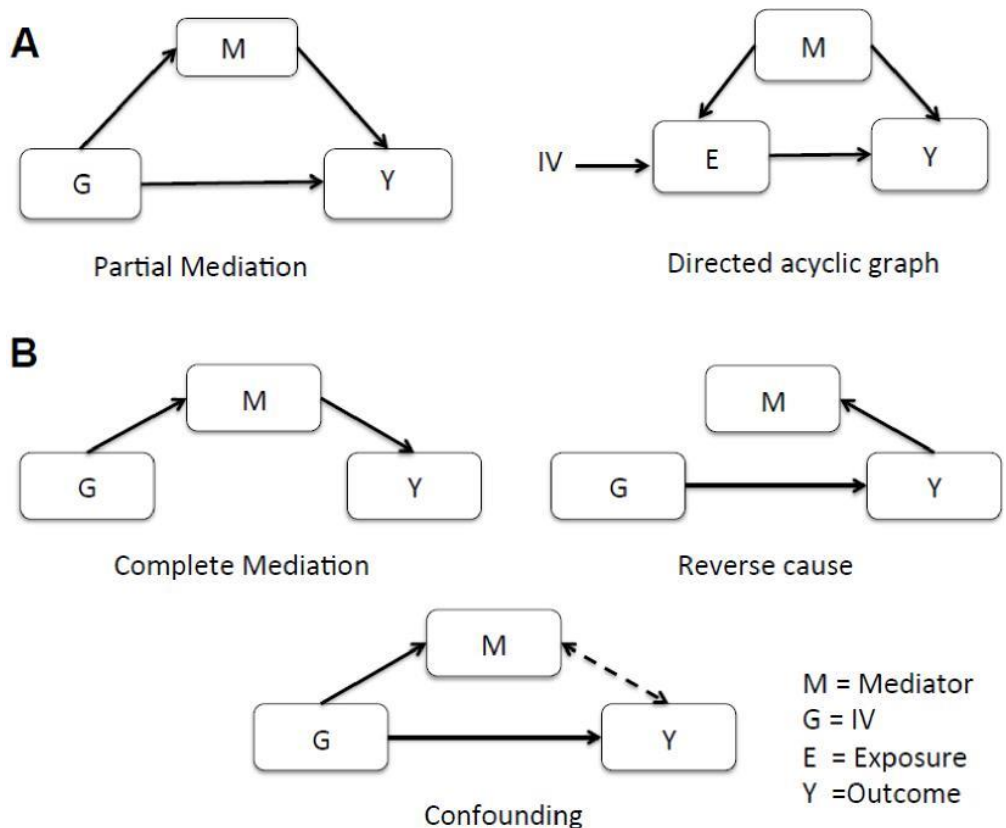 A
M
G
Y
Partial Mediation
M
IV
E
Y
Directed acyclic graph
B
M
G
Y
Complete Mediation
M
G
Y
Reverse cause
M
G
Y
Confounding
M = Mediator
G = IV
E = Exposure
Y =Outcome